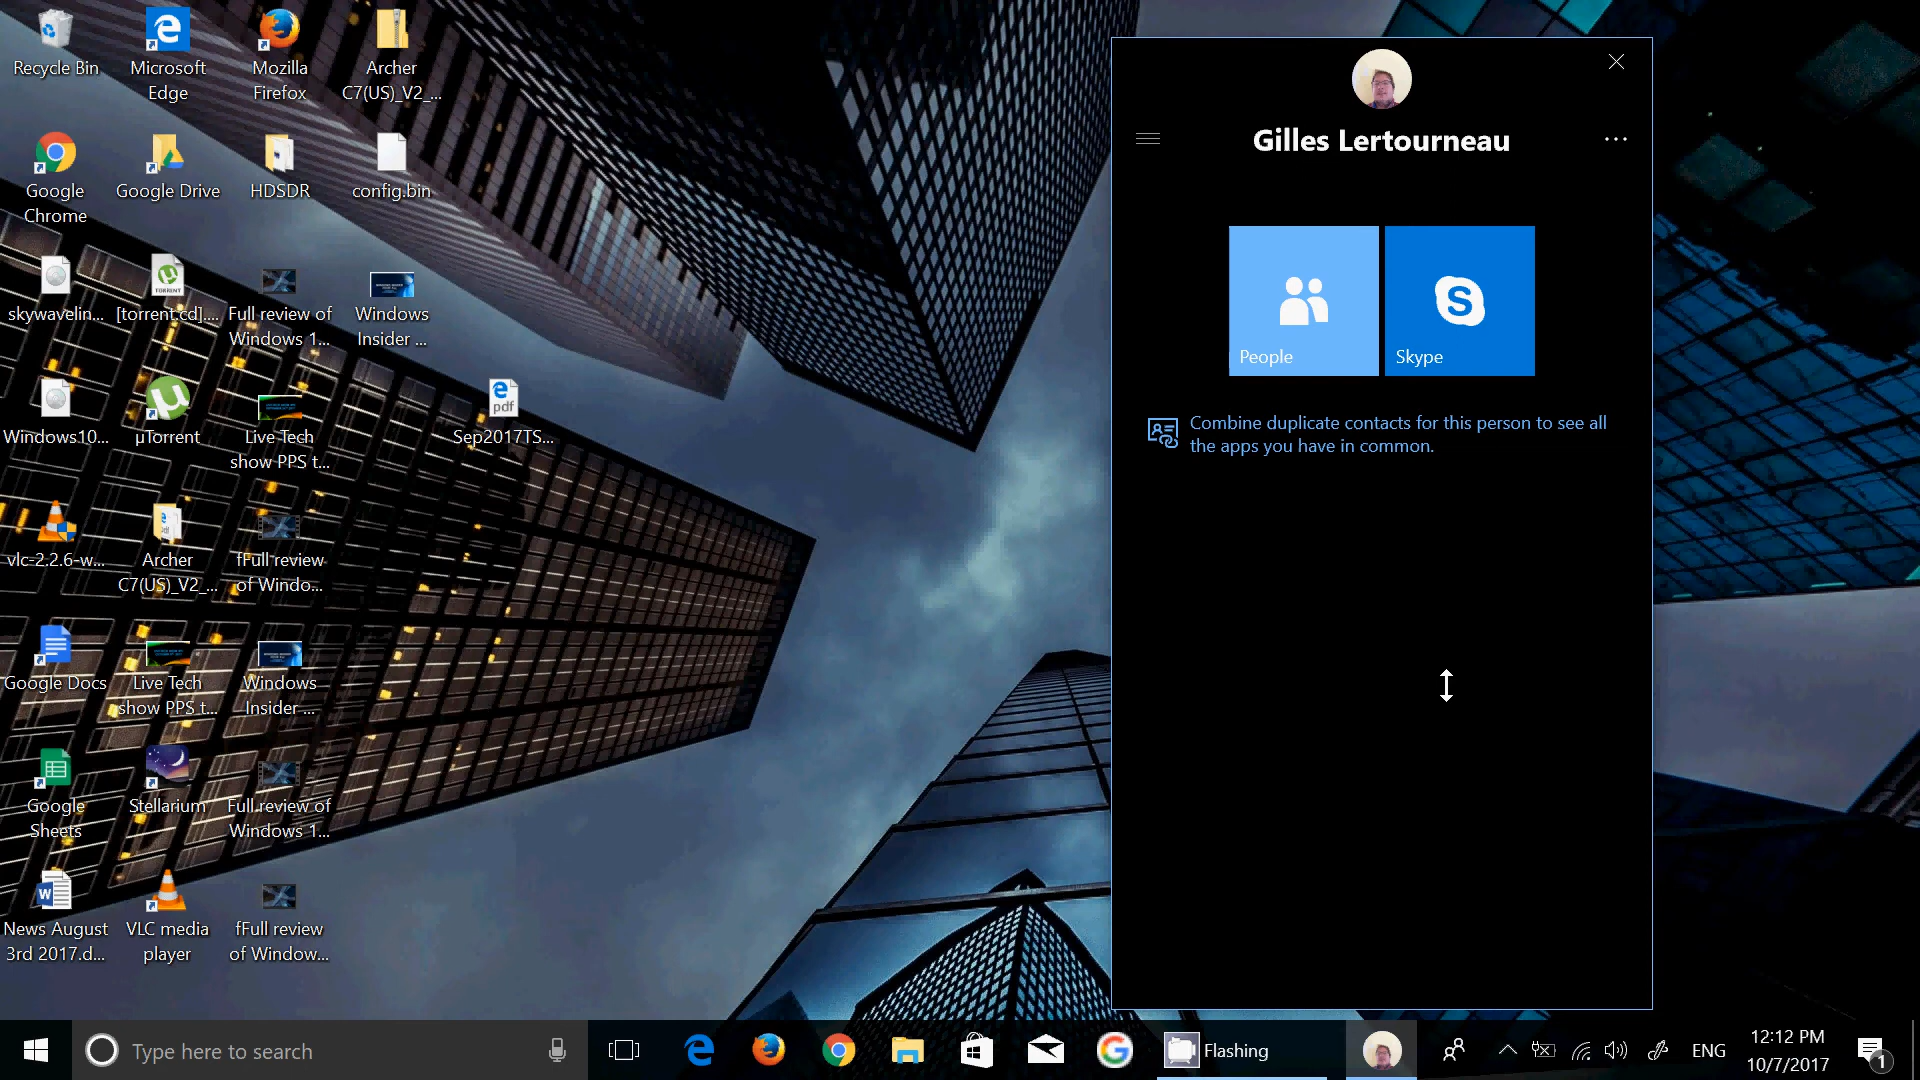 Recycle Bin
Microsoft
Edge
Mozilla
Firefox
Archer
C7(US)_V2_...
Google
Chrome
Google Drive
HDSDR
config.bin
skywavelin...
TORRENT
[torrent.cd]....
Full review of
Windows 1...
Windows
Insider ...
Windows10...
µTorrent
Live Tech
show PPS t...
pdf
Sep2017TS...
vlc-2.2.6-w...
Archer
C7(US)_V2_...
fFull review
of Windo...
Google Docs
Live Tech
show PPS t...
Windows
Insider ...
Google
Sheets
Stellarium
Full review of
Windows 1...
News August
3rd 2017.d...
VLC media
player
fFull review
of Window...
Gilles Lertourneau
People
Skype
Combine duplicate contacts for this person to see all
the apps you have in common.
Type here to search
Flashing
ENG
12:12 PM
10/7/2017
1